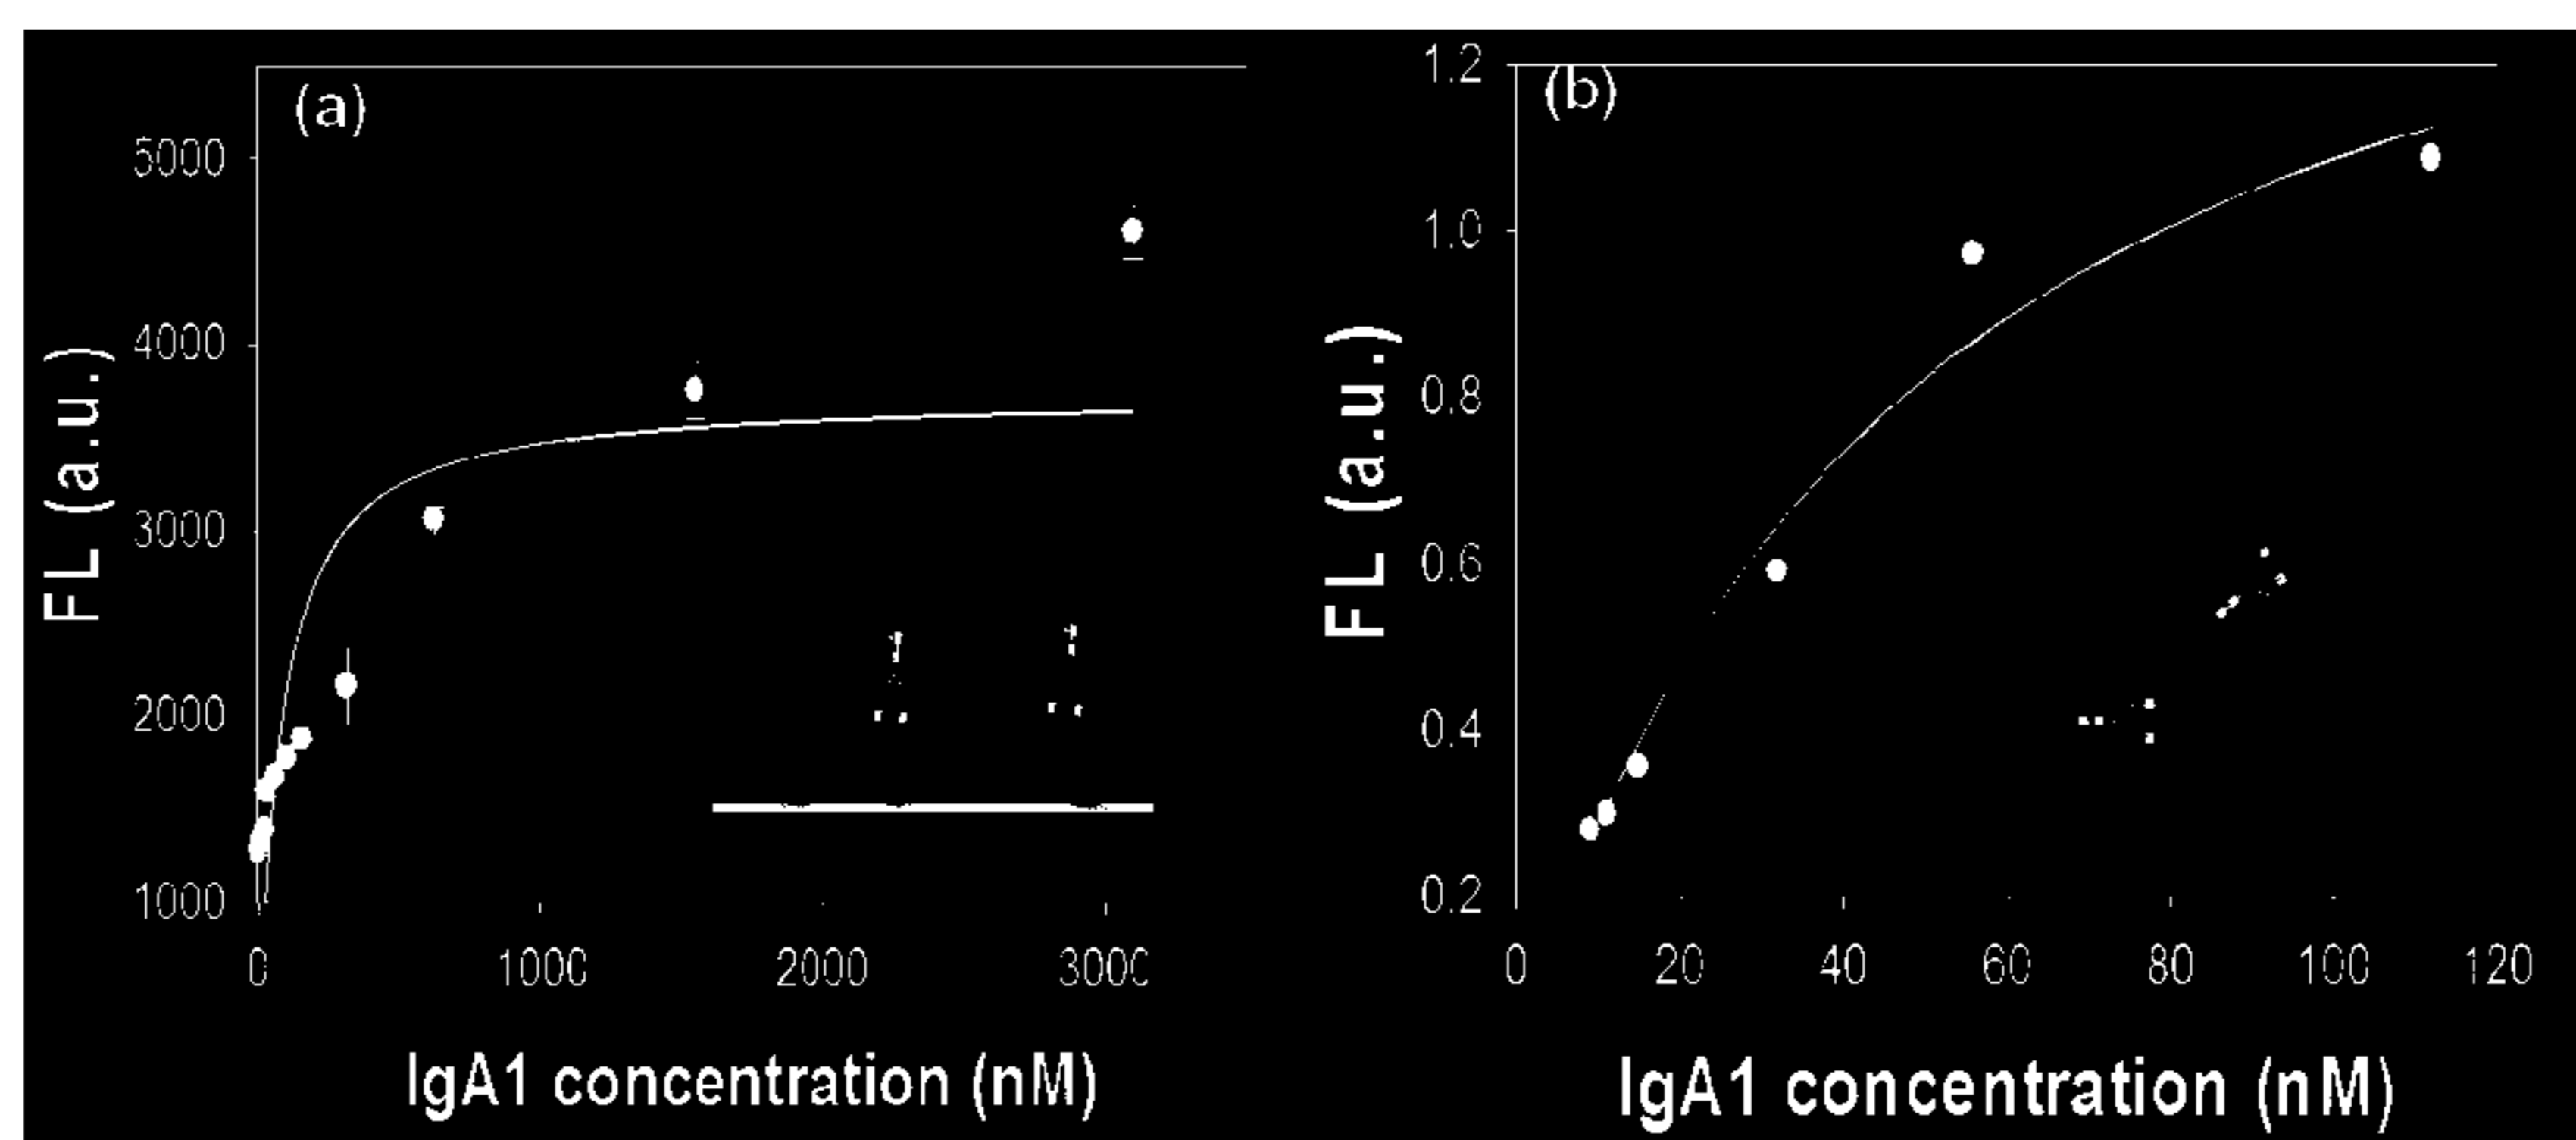 (a)
5000
4000
3000
2000
1000
FL (a.u.)
0 1000 2000 3000
IgA1 concentration (nM)
(b)
1.2
1.0
0.8
0.6
0.4
0.2
FL (a.u.)
0 20 40 60 80 100 120
IgA1 concentration (nM)